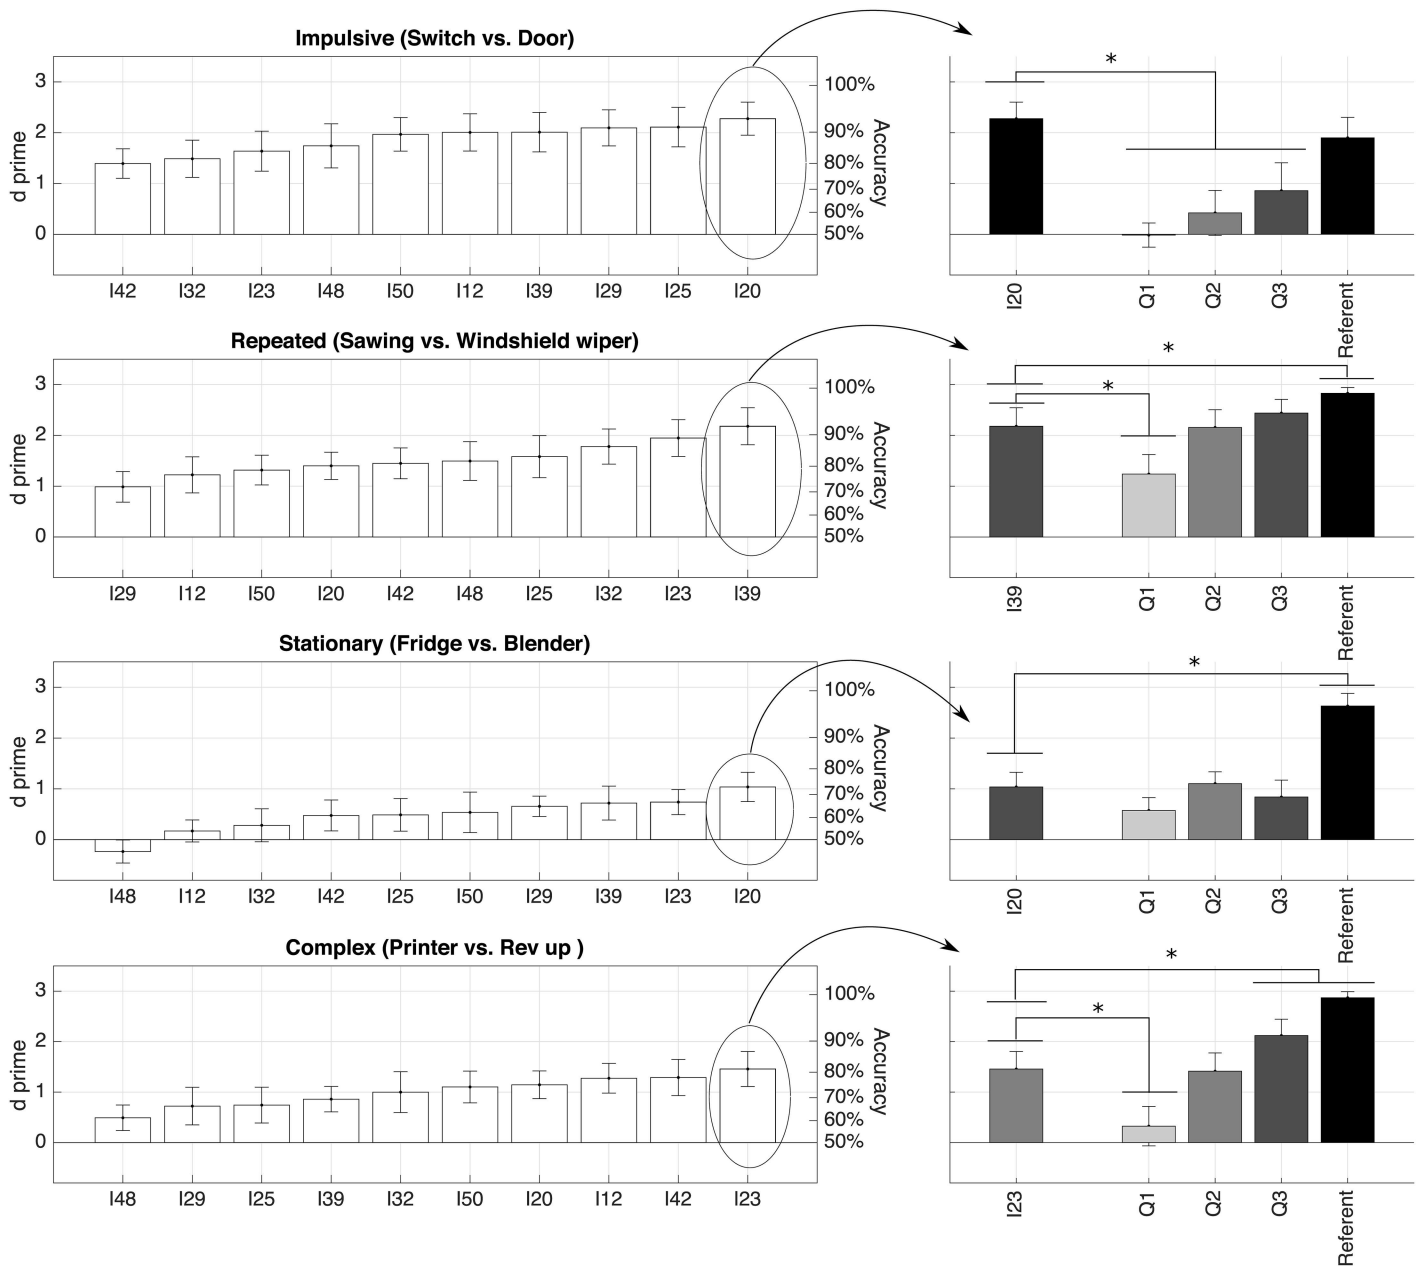 Impulsive (Switch vs. Door)
d prime
3
2
1
0
100%
90%
80%
70%
60%
50%
Accuracy
I42 I32 I23 I48 I50 I12 I39 I29 I25 I20
*
I20 Q1 Q2 Q3 Referent
Repeated (Sawing vs. Windshield wiper)
d prime
3
2
1
0
100%
90%
80%
70%
60%
50%
Accuracy
I29 I12 I50 I20 I42 I48 I25 I32 I23 I39
*
*
I39 Q1 Q2 Q3 Referent
Stationary (Fridge vs. Blender)
d prime
3
2
1
0
100%
90%
80%
70%
60%
50%
Accuracy
I48 I12 I32 I42 I25 I50 I29 I39 I23 I20
*
I20 Q1 Q2 Q3 Referent
Complex (Printer vs. Rev up )
d prime
3
2
1
0
100%
90%
80%
70%
60%
50%
Accuracy
I48 I29 I25 I39 I32 I50 I20 I12 I42 I23
*
*
I23 Q1 Q2 Q3 Referent